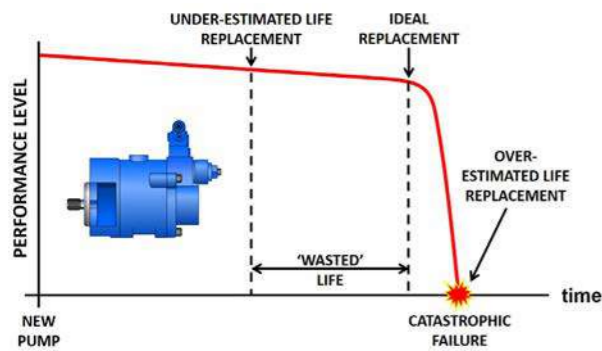 UNDER-ESTIMATED LIFE
REPLACEMENT
IDEAL
REPLACEMENT
PERFORMANCE LEVEL
OVER-
ESTIMATED LIFE
REPLACEMENT
'WASTED'
LIFE
time
NEW
PUMP
CATASTROPHIC
FAILURE